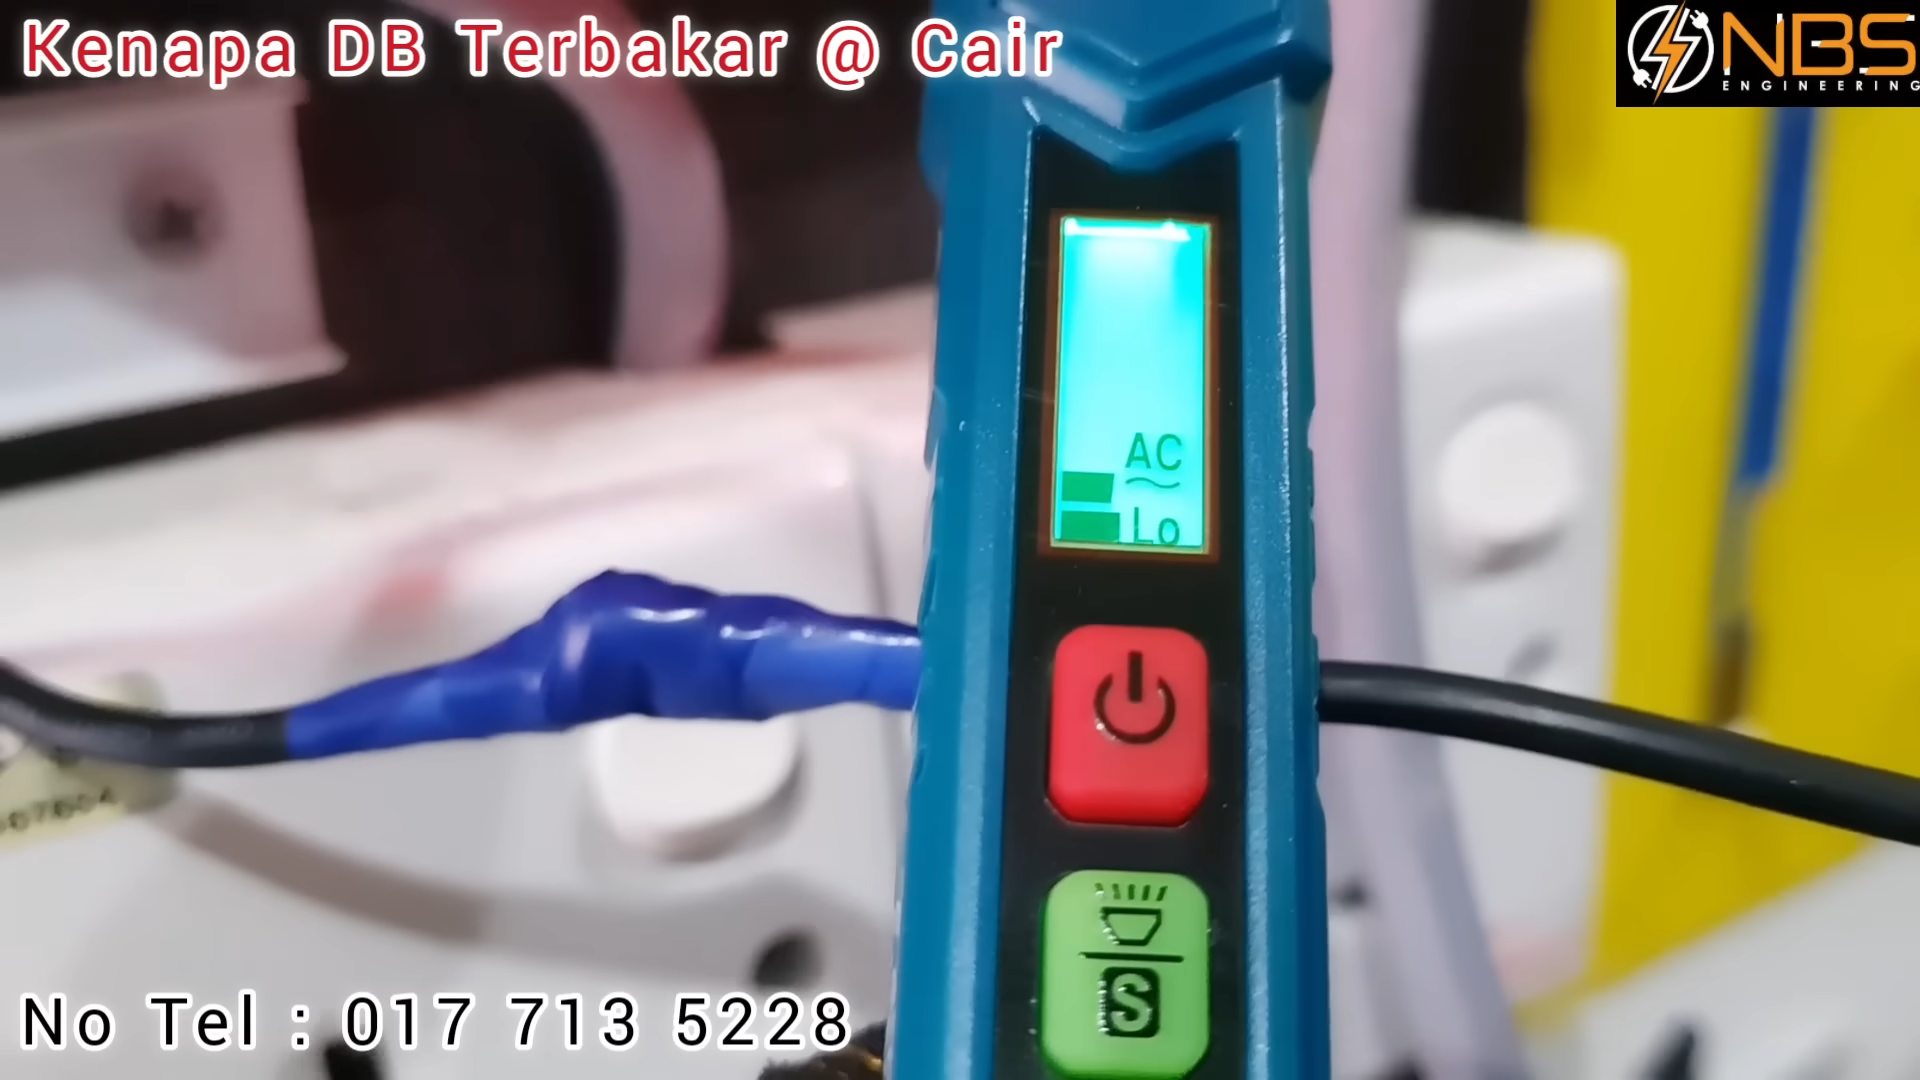 Kenapa DB Terbakar @ Cair
NBS
ENGINEERING
AC
Lo
S
No Tel : 017 713 5228